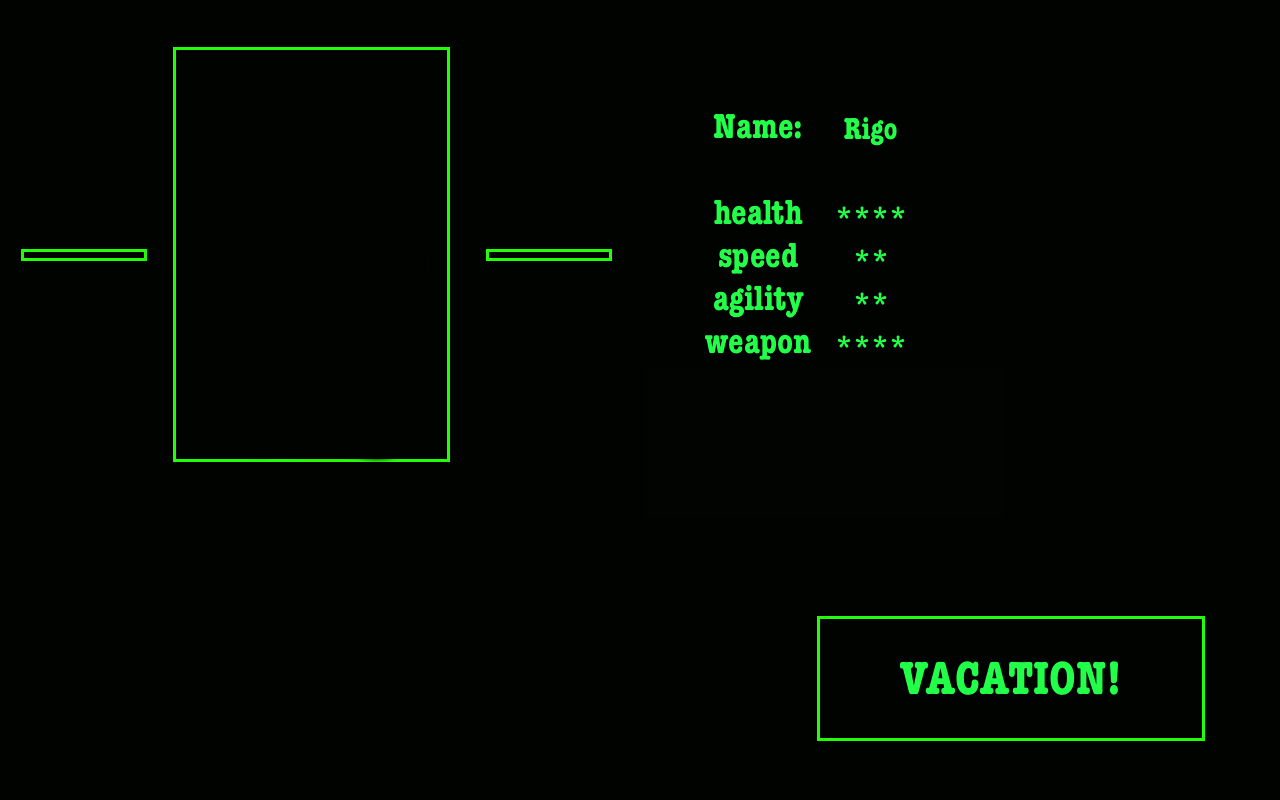 Name: Rigo
health ****
speed **
agility **
weapon ****
VACATION!